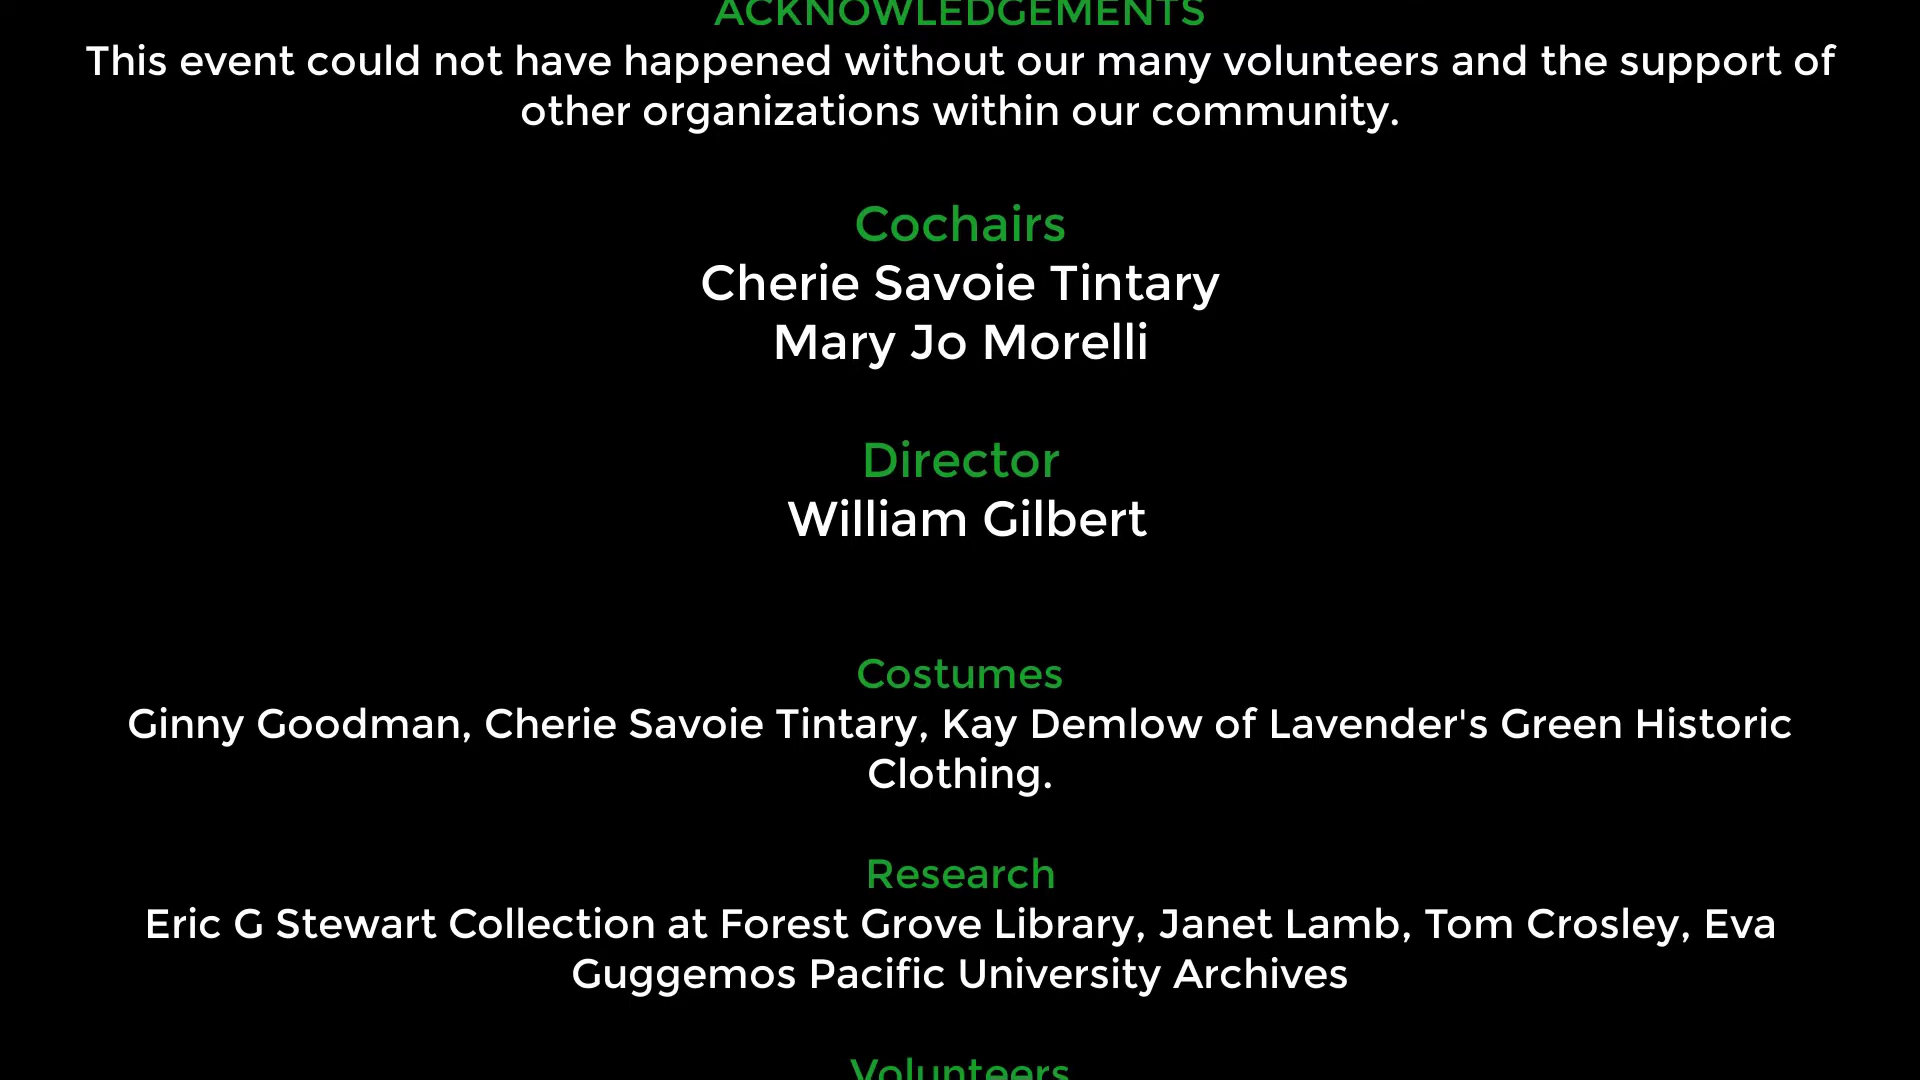 ACKNOWLEDGEMENTS
This event could not have happened without our many volunteers and the support of
other organizations within our community.
Cochairs
Cherie Savoie Tintary
Mary Jo Morelli
Director
William Gilbert
Costumes
Ginny Goodman, Cherie Savoie Tintary, Kay Demlow of Lavender's Green Historic
Clothing.
Research
Eric G Stewart Collection at Forest Grove Library, Janet Lamb, Tom Crosley, Eva
Guggemos Pacific University Archives
Volunteers